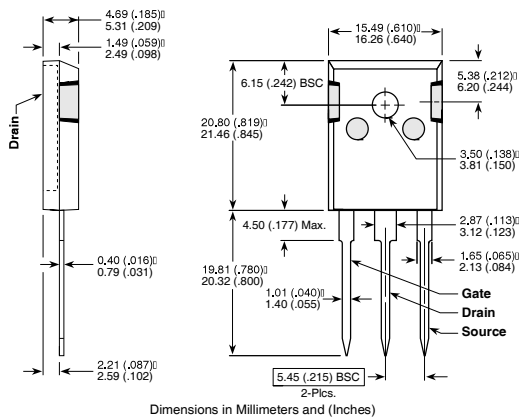 4.69 (.185)
5.31 (.209)
1.49 (.059)
2.49 (.098)
15.49 (.610)
16.26 (.640)
6.15 (.242) BSC
5.38 (.212)
6.20 (.244)
Drain
20.80 (.819)
21.46 (.845)
3.50 (.138)
3.81 (.150)
4.50 (.177) Max.
2.87 (.113)
3.12 (.123)
0.40 (.016)
0.79 (.031)
19.81 (.780)
20.32 (.800)
1.65 (.065)
2.13 (.084)
1.01 (.040)
1.40 (.055)
Gate
Drain
Source
2.21 (.087)
2.59 (.102)
5.45 (.215) BSC
2-Plcs.
Dimensions in Millimeters and (Inches)